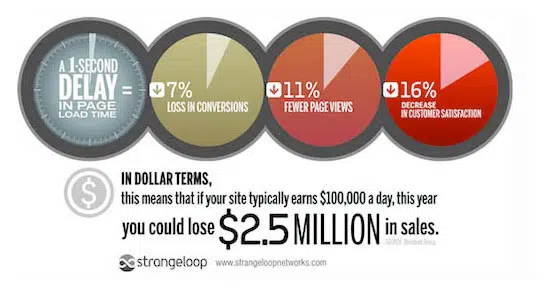 A 1-SECOND
DELAY
IN PAGE
LOAD TIME
=
7%
LOSS IN CONVERSIONS
11%
FEWER PAGE VIEWS
16%
DECREASE
IN CUSTOMER SATISFACTION
$
IN DOLLAR TERMS,
this means that if your site typically earns $100,000 a day, this year
you could lose $2.5 MILLION in sales.
SOURCE:
strangeloop www.strangeloopnetworks.com